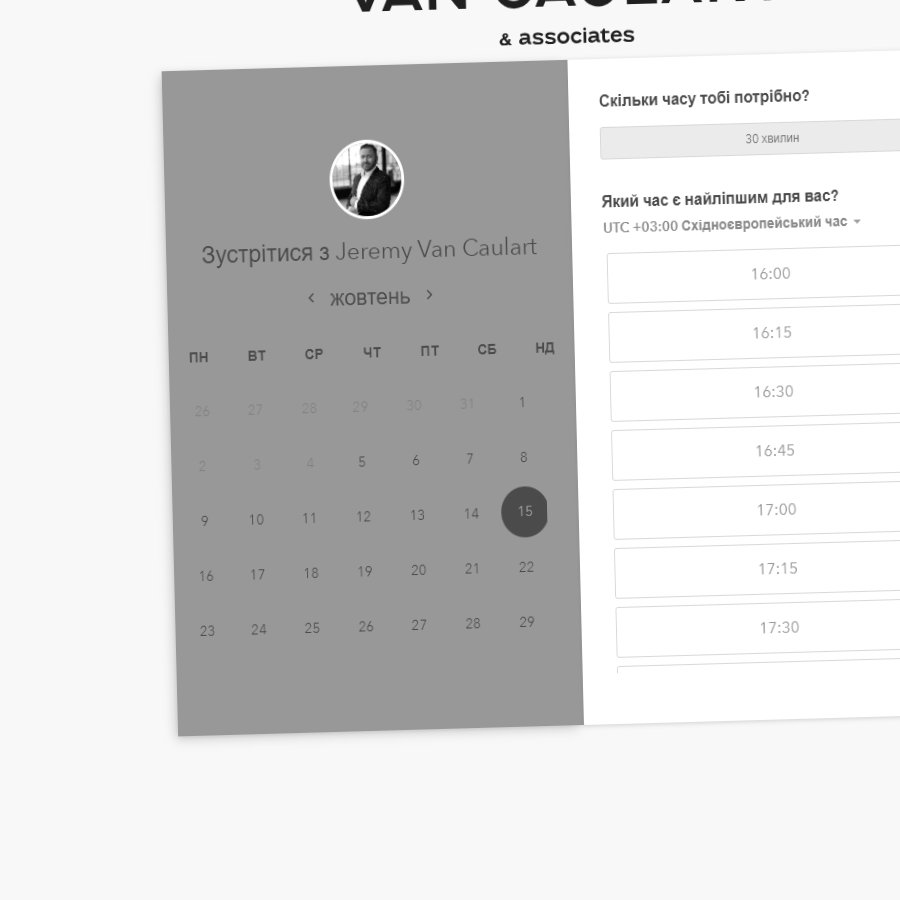 VAN CAULART
& associates
Зустрітися з Jeremy Van Caulart
‹ жовтень ›
ПН ВТ СР ЧТ ПТ СБ НД
26 27 28 29 30 31 1
2 3 4 5 6 7 8
9 10 11 12 13 14 15
16 17 18 19 20 21 22
23 24 25 26 27 28 29
Скільки часу тобі потрібно?
30 хвилин
Який час є найліпшим для вас?
UTC +03:00 Східноєвропейський час
16:00
16:15
16:30
16:45
17:00
17:15
17:30